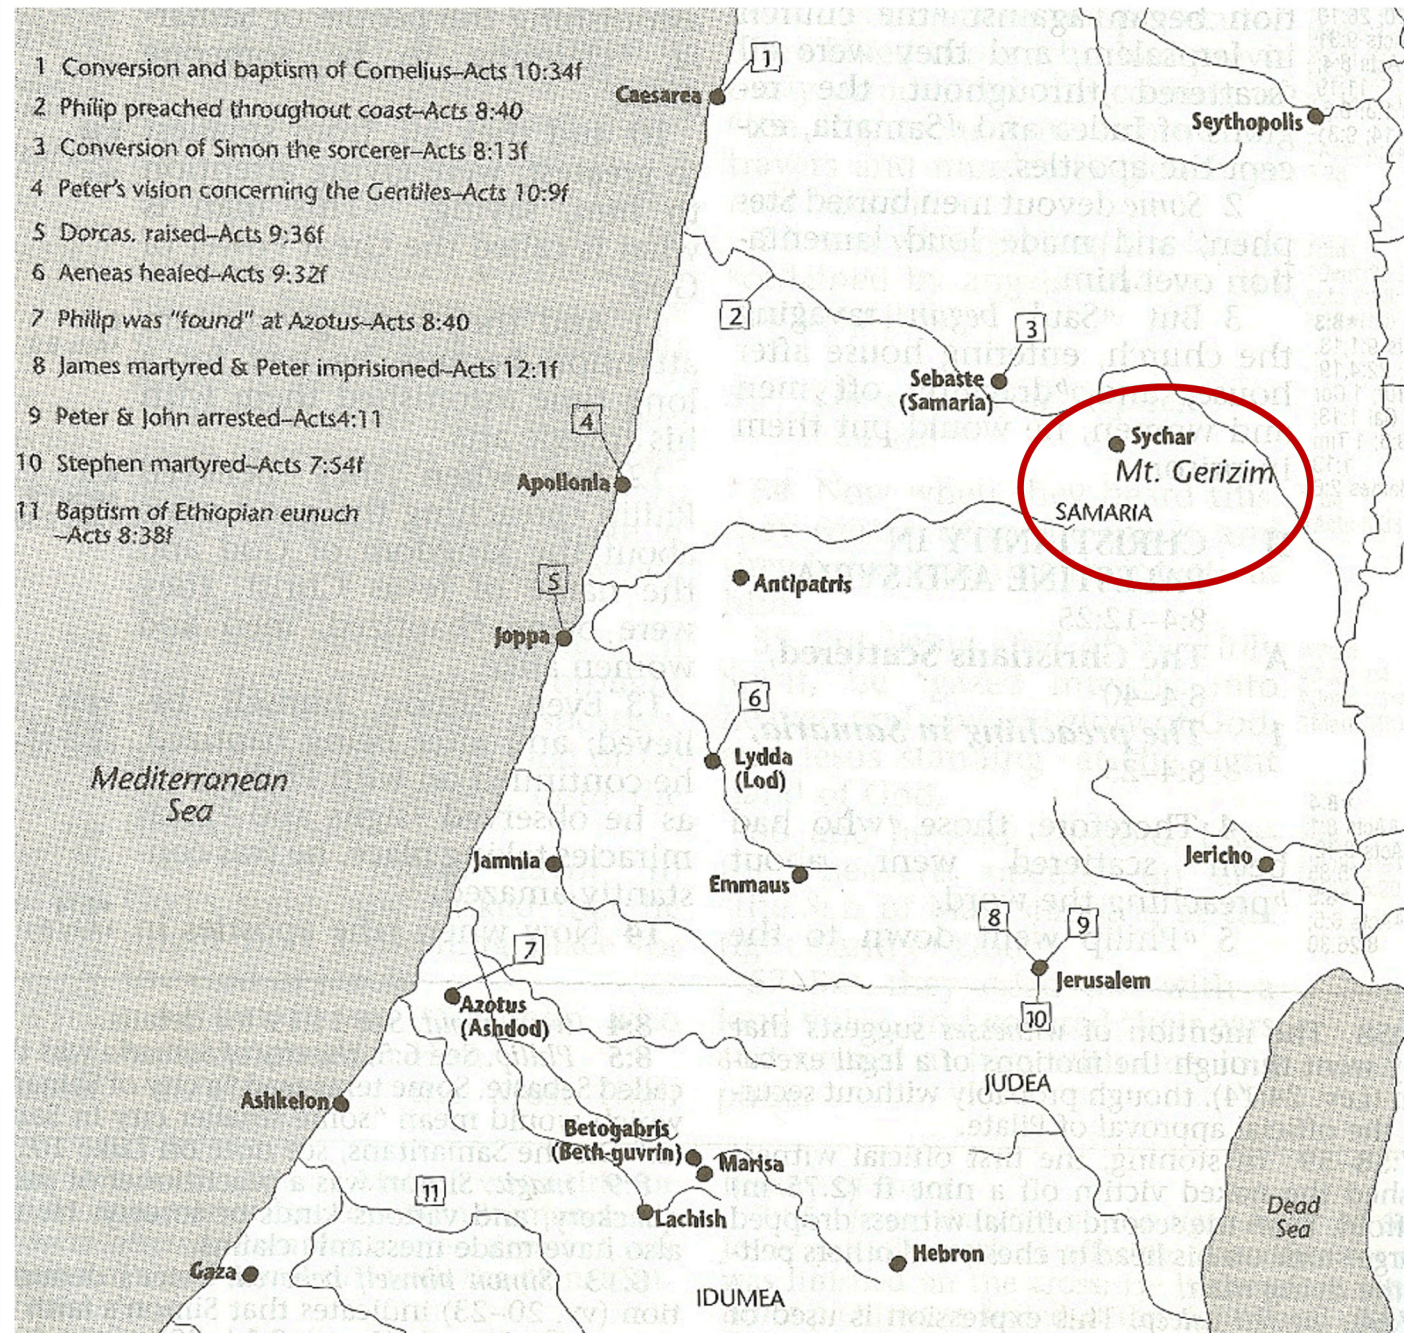 1 Conversion and baptism of Cornelius–Acts 10:34f
2 Philip preached throughout coast–Acts 8:40
3 Conversion of Simon the sorcerer–Acts 8:13f
4 Peter's vision concerning the Gentiles–Acts 10:9f
5 Dorcas. raised–Acts 9:36f
6 Aeneas healed–Acts 9:32f
7 Philip was "found" at Azotus–Acts 8:40
8 James martyred & Peter imprisioned–Acts 12:1f
9 Peter & John arrested–Acts4:11
10 Stephen martyred–Acts 7:54f
11 Baptism of Ethiopian eunuch
–Acts 8:38f
1
Caesarea
Seythopolis
2
3
Sebaste
(Samaria)
Sychar
Mt. Gerizim
SAMARIA
4
Apollonia
Antipatris
5
Joppa
6
Lydda
(Lod)
Mediterranean
Sea
Jamnia
Emmaus
Jericho
8
9
Jerusalem
10
7
Azotus
(Ashdod)
JUDEA
Ashkelon
Betogabris
(Beth-guvrin)
Marisa
Lachish
11
Gaza
Hebron
IDUMEA
Dead
Sea